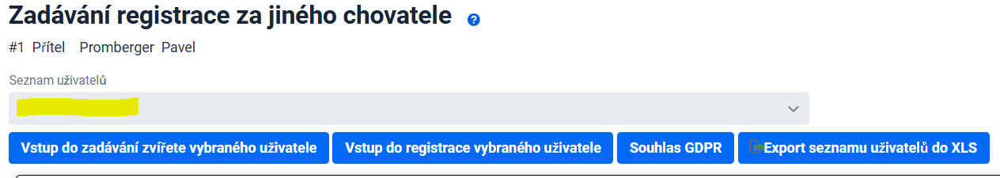 Zadávání registrace za jiného chovatele ?
#1 Přítel Promberger Pavel
Seznam uživatelů
Vstup do zadávání zvířete vybraného uživatele Vstup do registrace vybraného uživatele Souhlas GDPR Export seznamu uživatelů do XLS